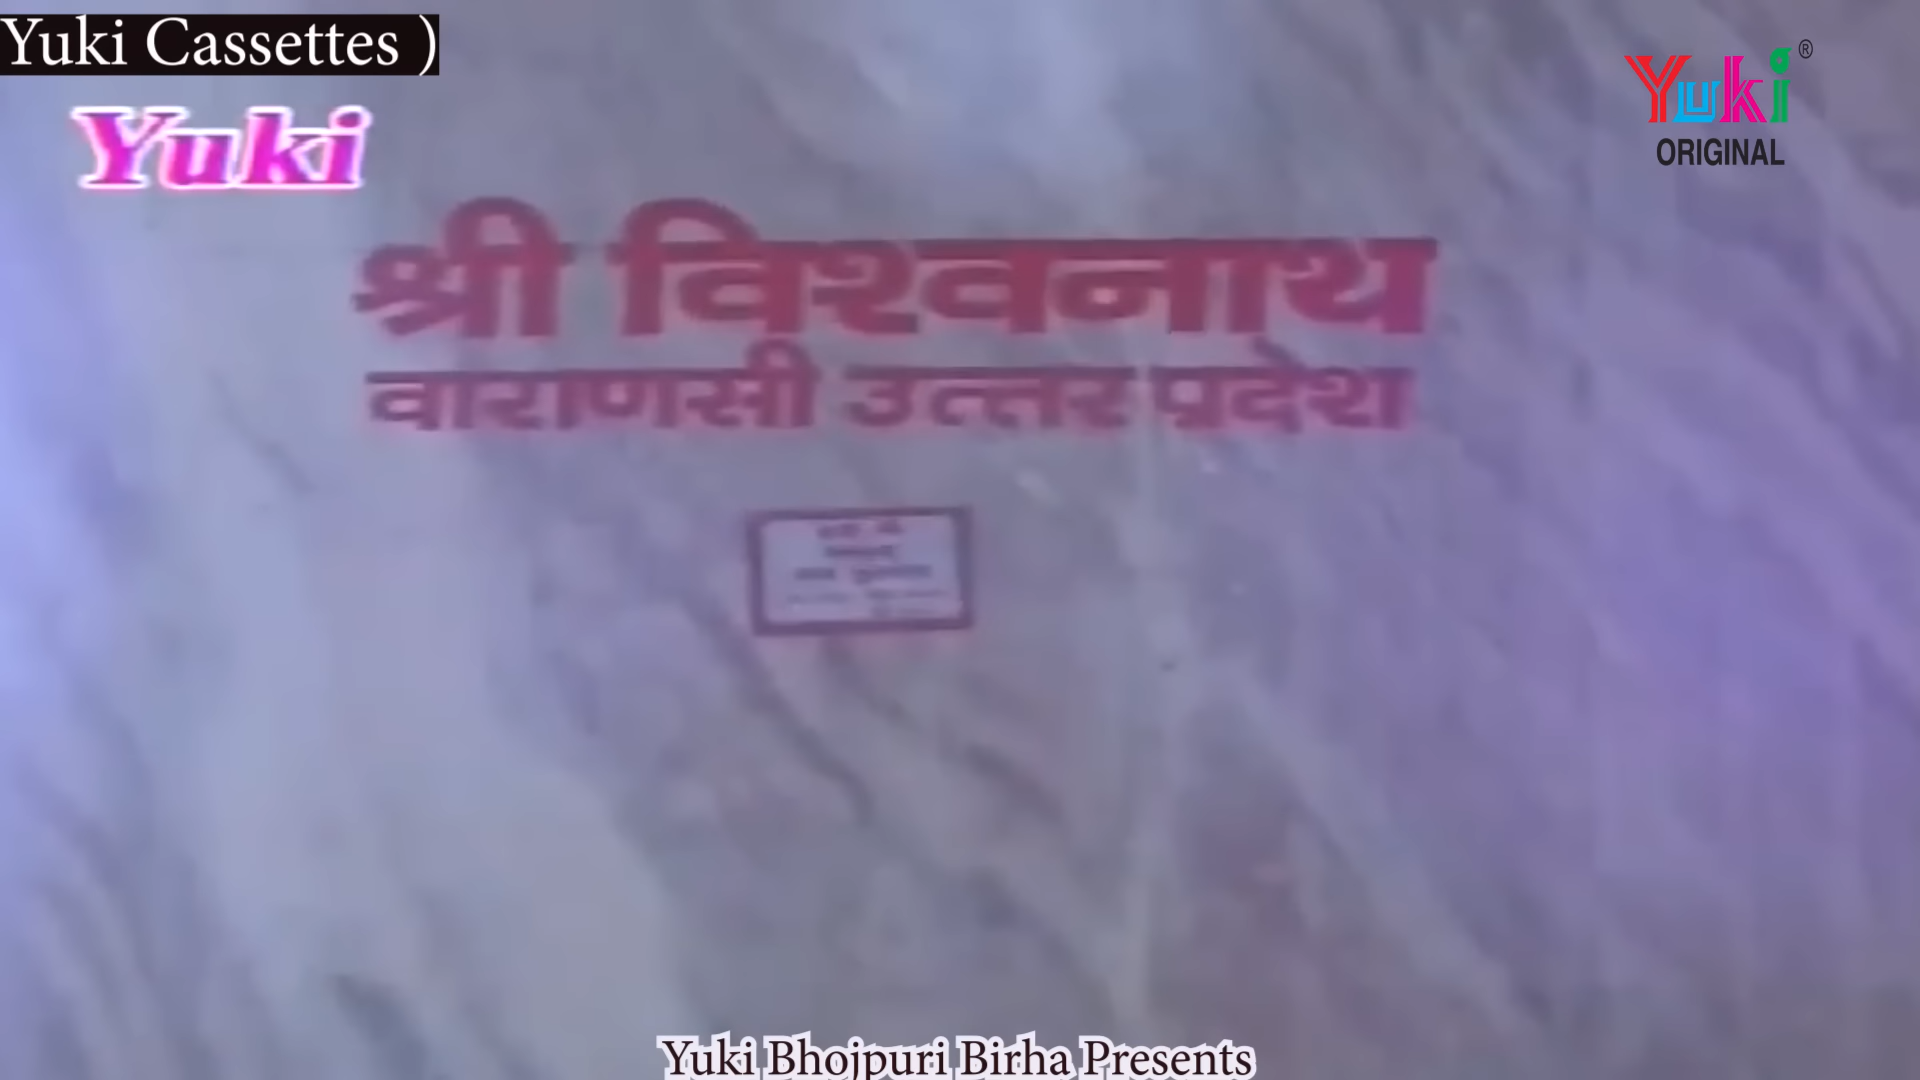 Yuki Cassettes )
Yuki
Yuki ®
ORIGINAL
श्री विश्वनाथ
वाराणसी उत्तर प्रदेश
Yuki Bhojpuri Birha Presents